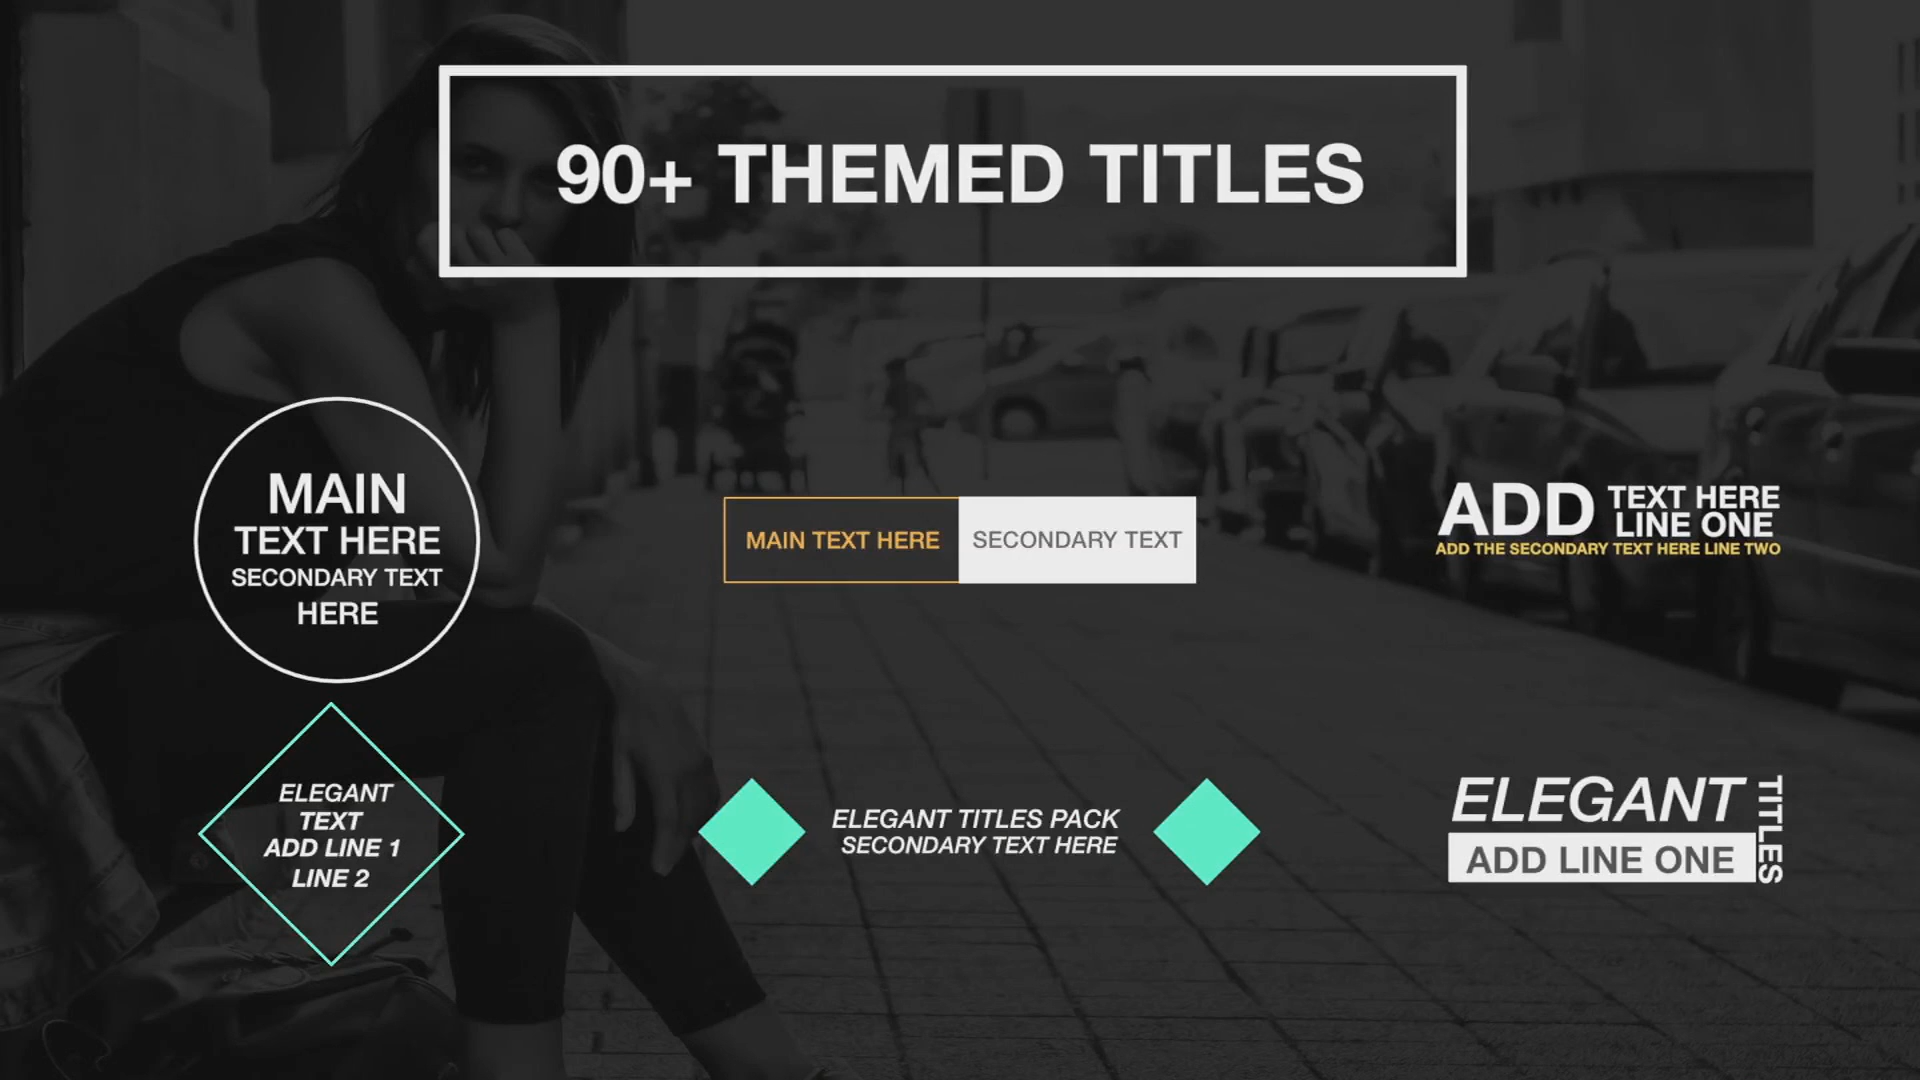 90+ THEMED TITLES
MAIN
TEXT HERE
SECONDARY TEXT
HERE
MAIN TEXT HERE
SECONDARY TEXT
ADD
TEXT HERE
LINE ONE
ADD THE SECONDARY TEXT HERE LINE TWO
ELEGANT
TEXT
ADD LINE 1
LINE 2
ELEGANT TITLES PACK
SECONDARY TEXT HERE
ELEGANT
TITLES
ADD LINE ONE